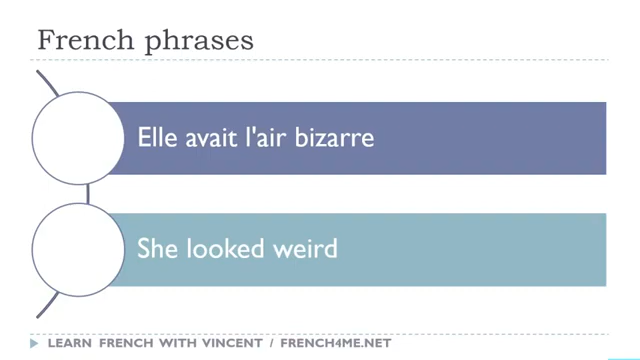 French phrases
Elle avait l'air bizarre
She looked weird
LEARN FRENCH WITH VINCENT / FRENCH4ME.NET